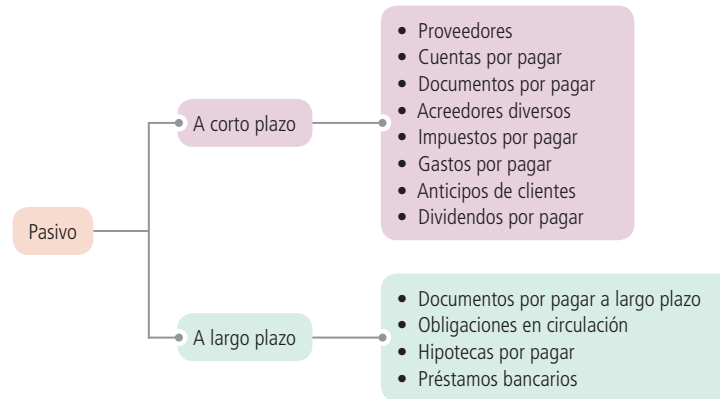 Pasivo
A corto plazo
• Proveedores
• Cuentas por pagar
• Documentos por pagar
• Acreedores diversos
• Impuestos por pagar
• Gastos por pagar
• Anticipos de clientes
• Dividendos por pagar
A largo plazo
• Documentos por pagar a largo plazo
• Obligaciones en circulación
• Hipotecas por pagar
• Préstamos bancarios